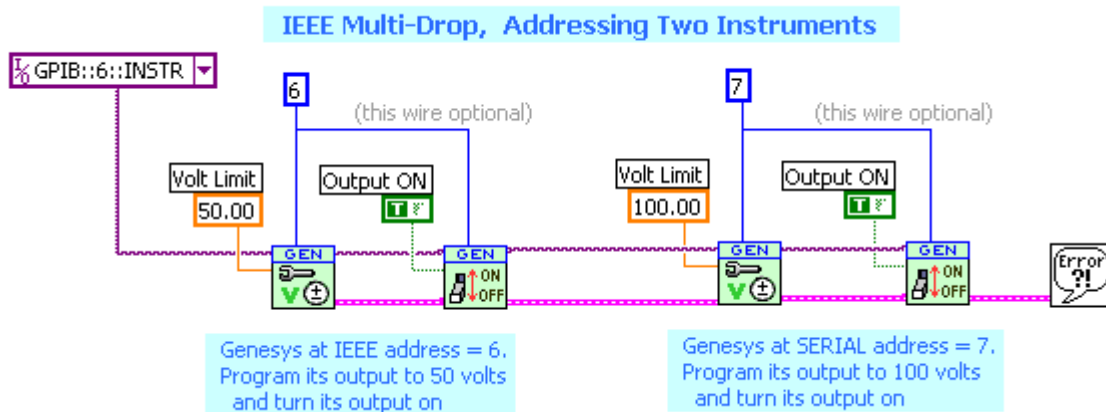 IEEE Multi-Drop, Addressing Two Instruments
I/O GPIB::6::INSTR
6
(this wire optional)
7
(this wire optional)
Volt Limit
50.00
Output ON
T
Volt Limit
100.00
Output ON
T
GEN
V
GEN
ON
OFF
GEN
V
GEN
ON
OFF
Error
?!
Genesys at IEEE address = 6.
Program its output to 50 volts
and turn its output on
Genesys at SERIAL address = 7.
Program its output to 100 volts
and turn its output on